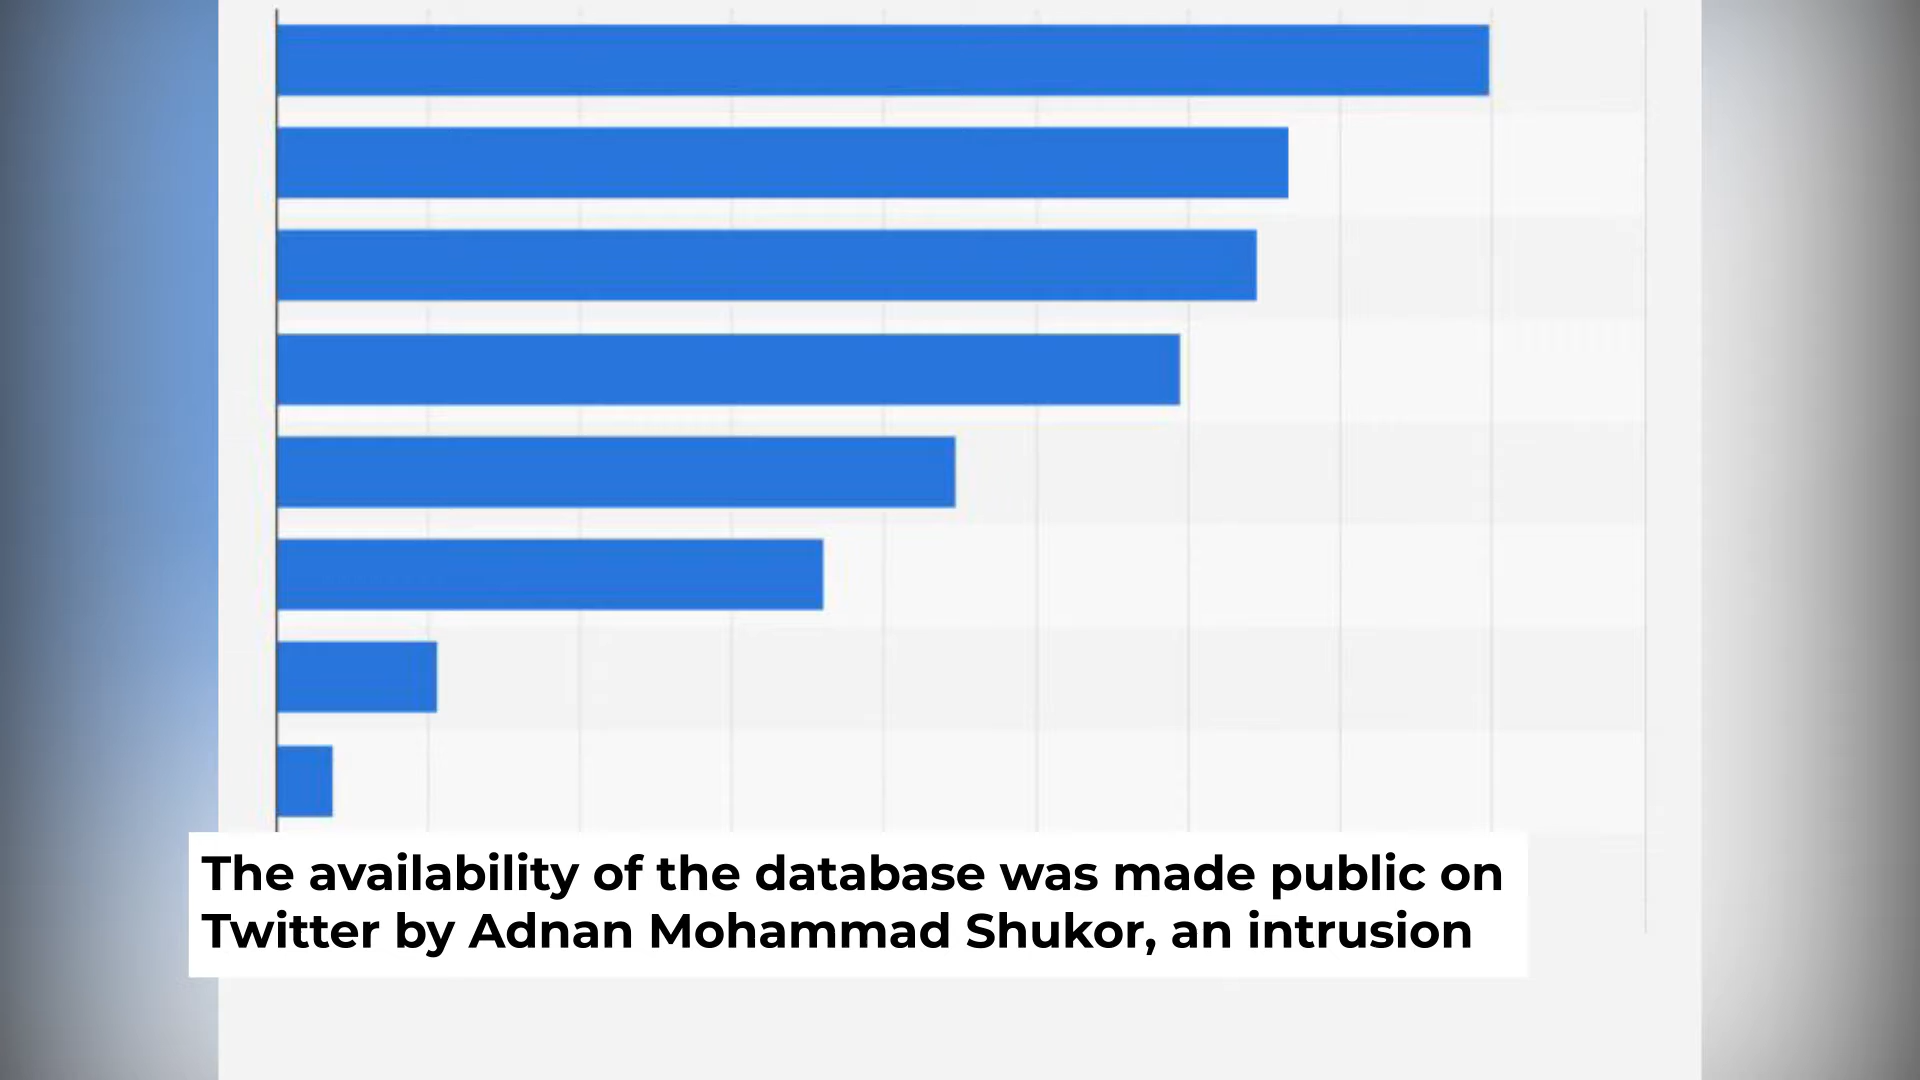 The availability of the database was made public on
Twitter by Adnan Mohammad Shukor, an intrusion